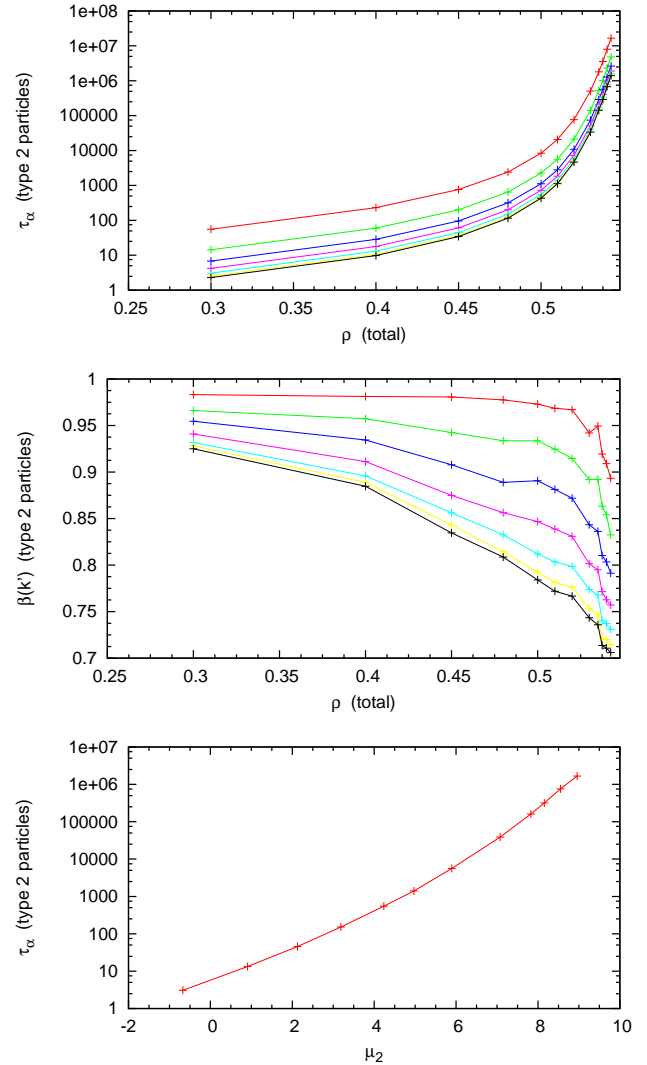 1e+08
1e+07
1e+06
100000
10000
1000
100
10
1
0.25 0.3 0.35 0.4 0.45 0.5
τα (type 2 particles)
ρ (total)
1
0.95
0.9
0.85
0.8
0.75
0.7
0.25 0.3 0.35 0.4 0.45 0.5
β(k') (type 2 particles)
ρ (total)
1e+07
1e+06
100000
10000
1000
100
10
1
-2 0 2 4 6 8 10
τα (type 2 particles)
μ2